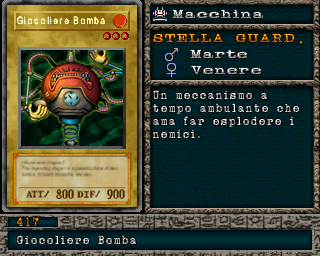 Giocoliere Bomba
ATT/ 800 DIF/ 900
Macchina
STELLA GUARD.
♂ Marte
♀ Venere
Un meccanismo a
tempo ambulante che
ama far esplodere i
nemici.
417
Giocoliere Bomba